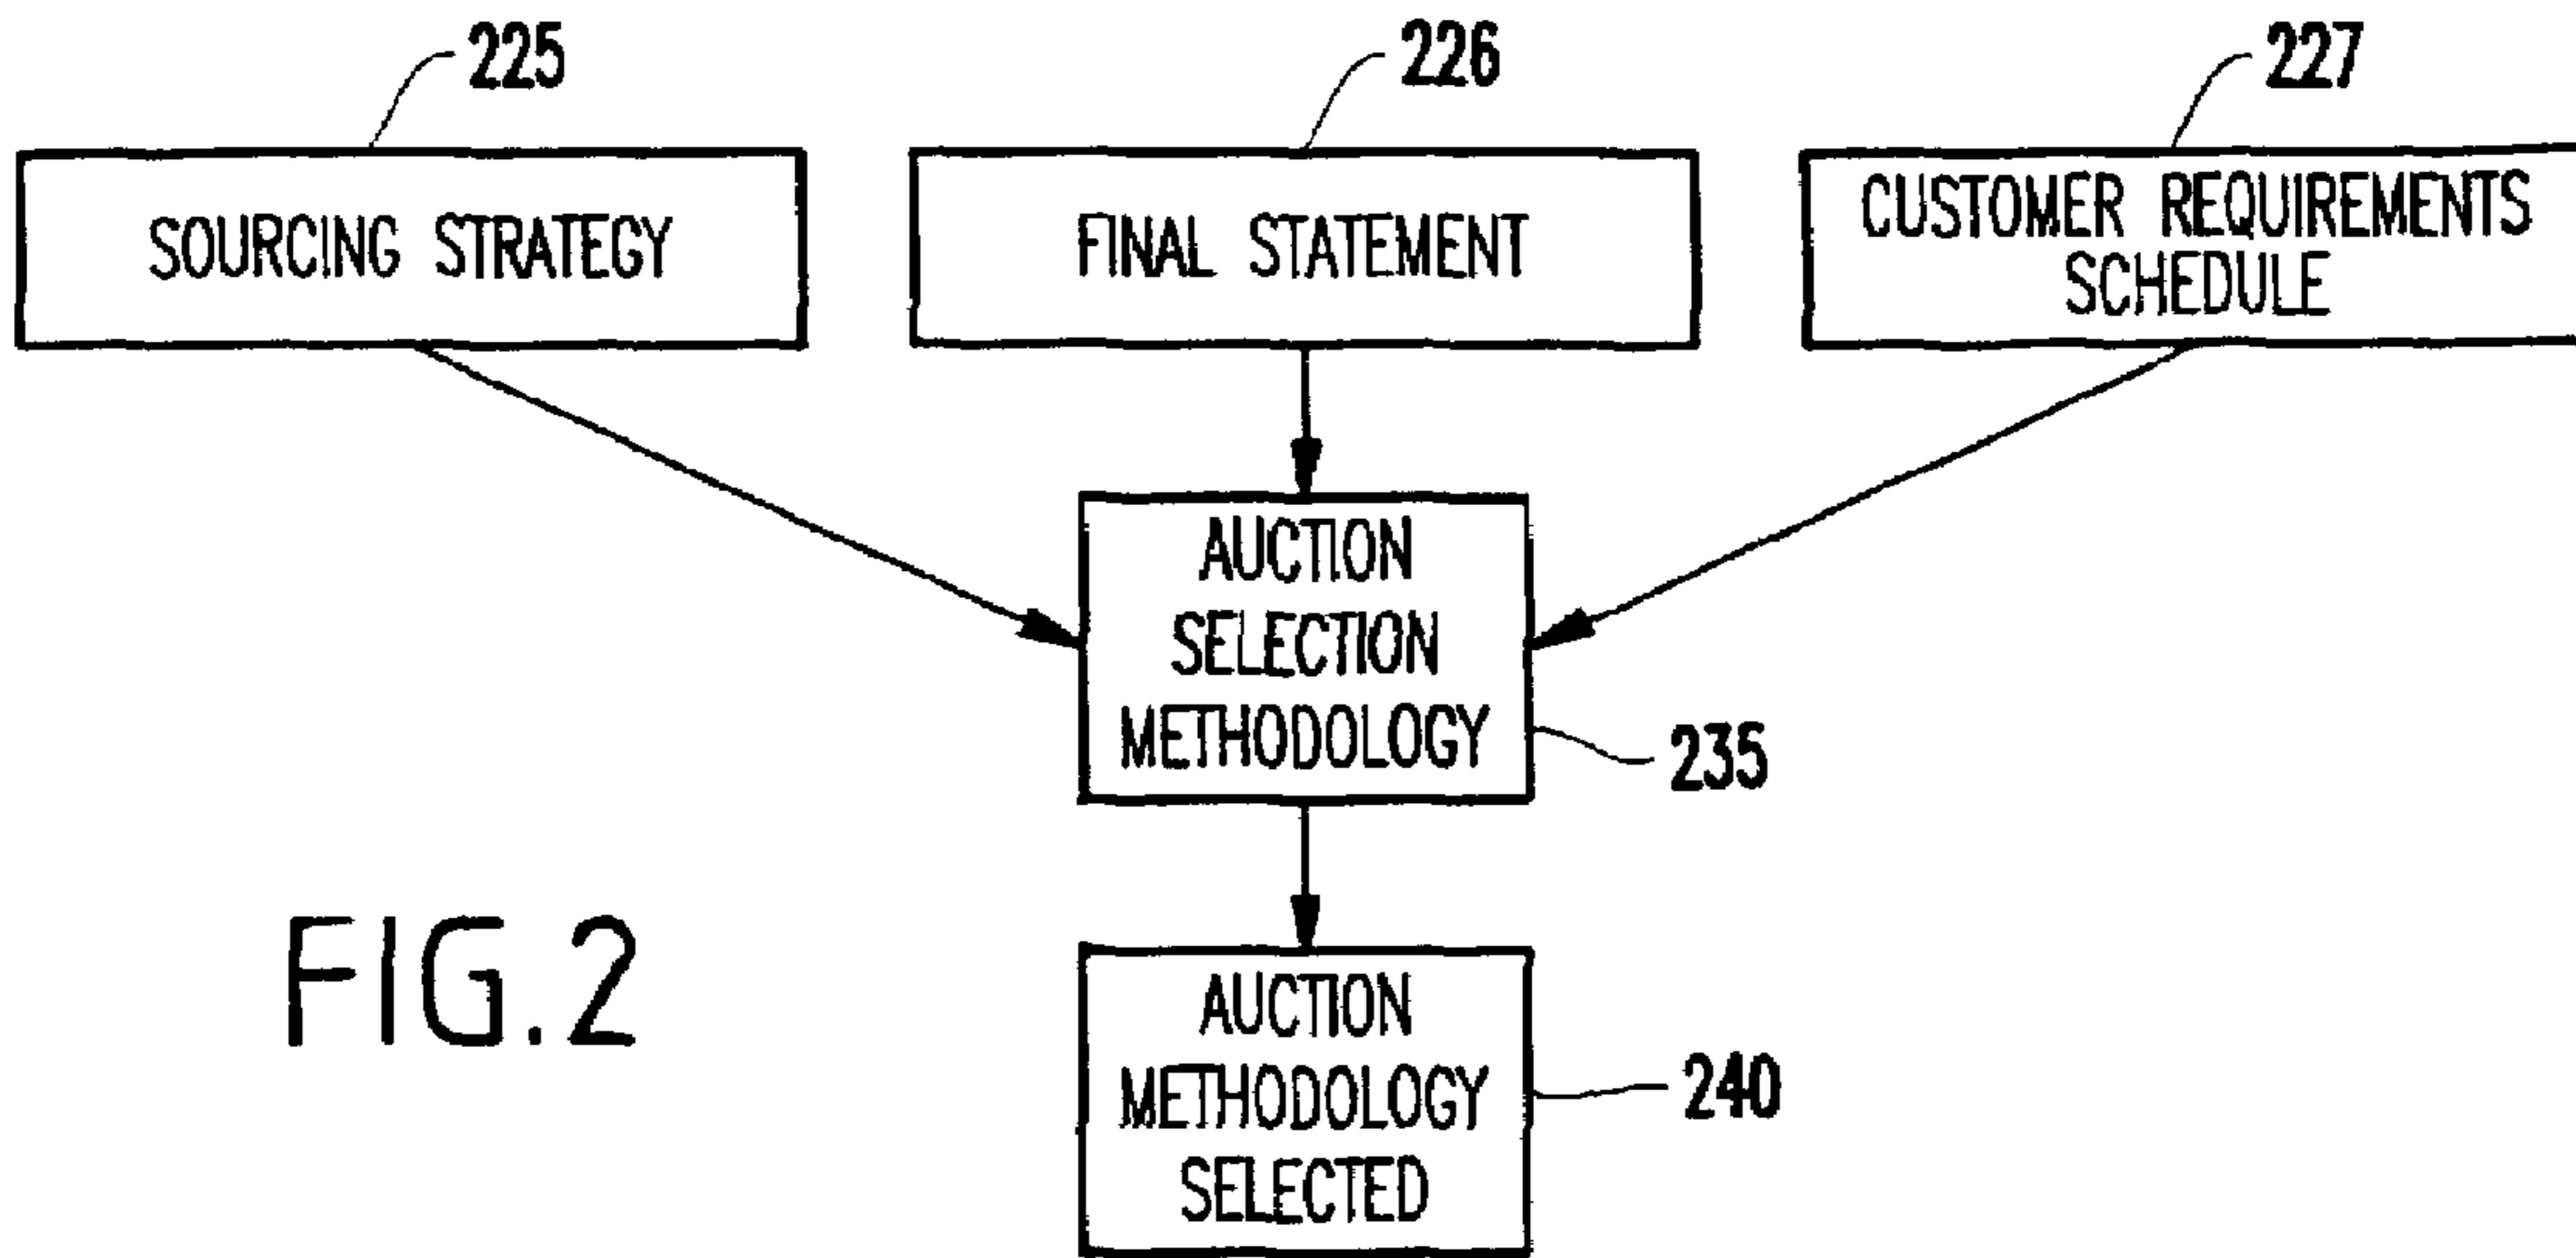 225
226
227
SOURCING STRATEGY
FINAL STATEMENT
CUSTOMER REQUIREMENTS
SCHEDULE
AUCTION
SELECTION
METHODOLOGY
235
FIG.2
AUCTION
METHODOLOGY
SELECTED
240